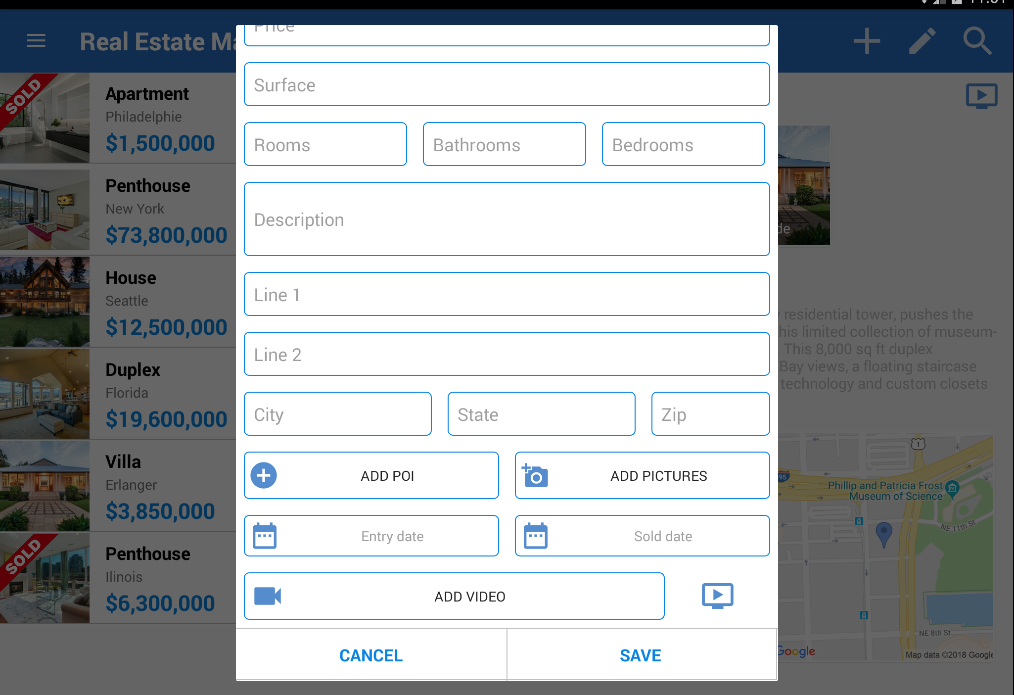 11:51
Real Estate Ma
Price
Surface
Rooms Bathrooms Bedrooms
Description
Line 1
Line 2
City State Zip
ADD POI ADD PICTURES
Entry date Sold date
ADD VIDEO
CANCEL SAVE
SOLD
Apartment
Philadelphie
$1,500,000
Penthouse
New York
$73,800,000
House
Seattle
$12,500,000
Duplex
Florida
$19,600,000
Villa
Erlanger
$3,850,000
SOLD
Penthouse
Ilinois
$6,300,000
de
residential tower, pushes the
his limited collection of museum-
This 8,000 sq ft duplex
Bay views, a floating staircase
technology and custom closets
1
95
Phillip and Patricia Frost
Museum of Science
NE 11th St
NE 8th St
Google
Map data ©2018 Google